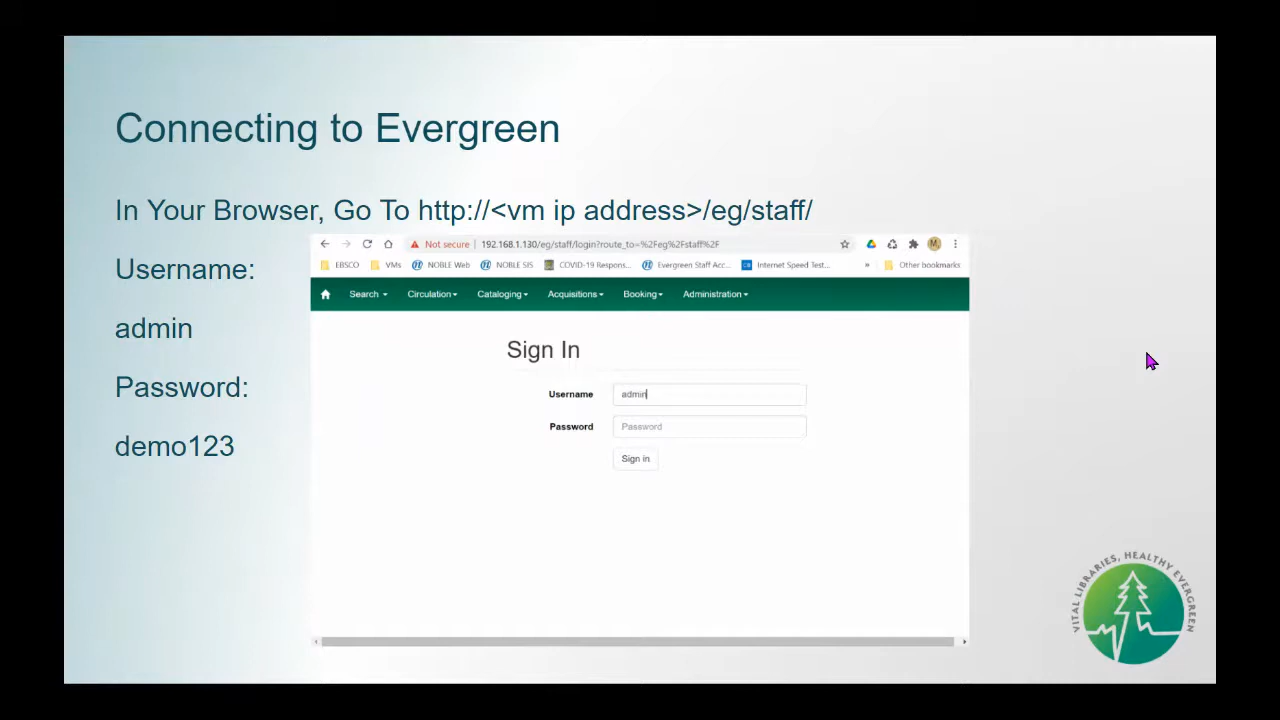 Connecting to Evergreen
In Your Browser, Go To http://<vm ip address>/eg/staff/
Username:
admin
Password:
demo123
Not secure 192.168.1.130/eg/staff/login?route_to=%2Feg%2Fstaff%2F M
EBSCO VMs NOBLE Web NOBLE SIS COVID-19 Respons... Evergreen Staff Acc... Internet Speed Test... » Other bookmarks
Search Circulation Cataloging Acquisitions Booking Administration
Sign In
Username admin
Password Password
Sign in
VITAL LIBRARIES, HEALTHY EVERGREEN